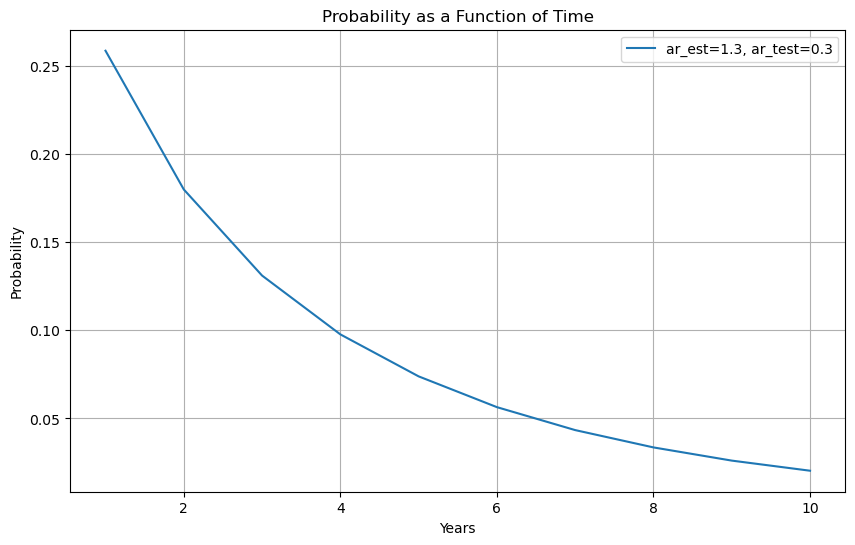 Probability as a Function of Time
ar_est=1.3, ar_test=0.3
0.25
0.20
0.15
0.10
0.05
Probability
2 4 6 8 10
Years